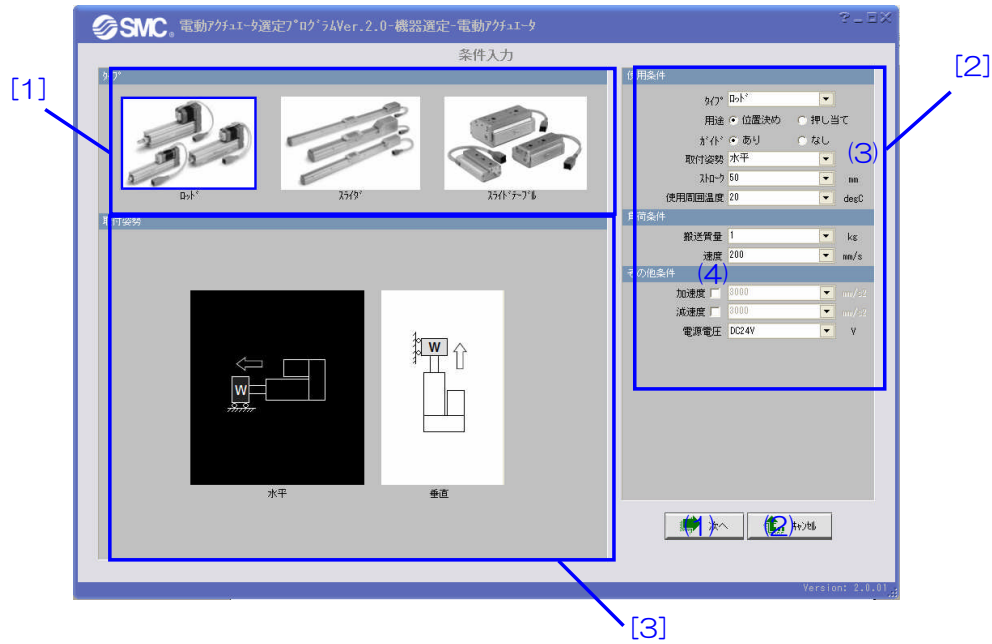 SMC。電動アクチュエータ選定プログラムVer.2.0-機器選定-電動アクチュエータ
条件入力
[1]
タイプ
ロッド
スライダ
スライドテーブル
取付姿勢
W
水平
W
垂直
[3]
[2]
使用条件
タイプ ロッド
用途 位置決め 押し当て
ガイド あり なし
取付姿勢 水平 (3)
ストローク 50 mm
使用周囲温度 20 degC
負荷条件
搬送質量 1 kg
速度 200 mm/s
その他条件 (4)
加速度 3000 mm/s2
減速度 3000 mm/s2
電源電圧 DC24V V
(1) 次へ (2) キャンセル
Version: 2.0.01